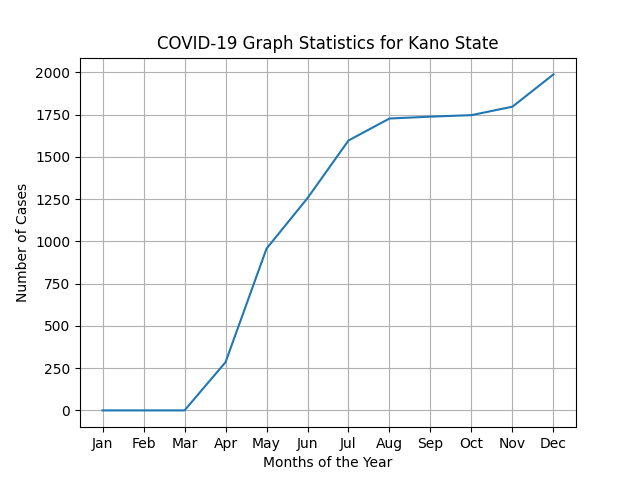 COVID-19 Graph Statistics for Kano State
Number of Cases
2000
1750
1500
1250
1000
750
500
250
0
Jan Feb Mar Apr May Jun Jul Aug Sep Oct Nov Dec
Months of the Year